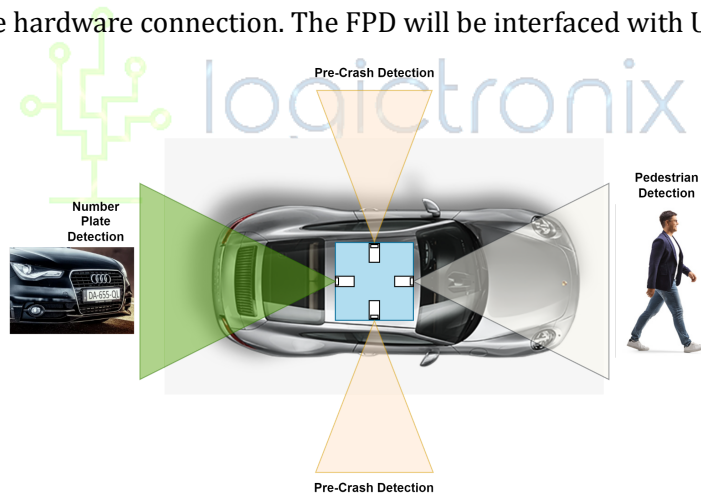 e hardware connection. The FPD will be interfaced with U
logictronix
Pre-Crash Detection
Pedestrian
Detection
Number
Plate
Detection
DA-655-QL
Pre-Crash Detection